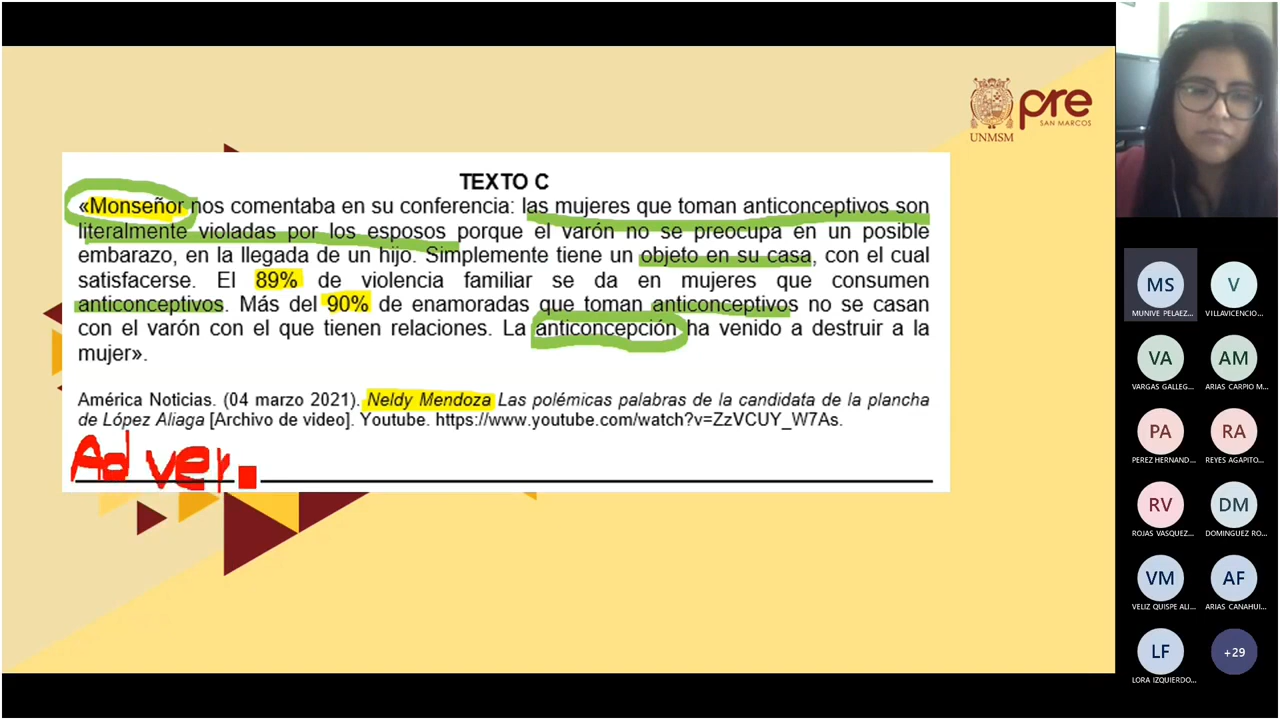 pre
SAN MARCOS
UNMSM
TEXTO C
«Monseñor nos comentaba en su conferencia: las mujeres que toman anticonceptivos son
literalmente violadas por los esposos porque el varón no se preocupa en un posible
embarazo, en la llegada de un hijo. Simplemente tiene un objeto en su casa, con el cual
satisfacerse. El 89% de violencia familiar se da en mujeres que consumen
anticonceptivos. Más del 90% de enamoradas que toman anticonceptivos no se casan
con el varón con el que tienen relaciones. La anticoncepción ha venido a destruir a la
mujer».
América Noticias. (04 marzo 2021). Neldy Mendoza Las polémicas palabras de la candidata de la plancha
de López Aliaga [Archivo de video]. Youtube. https://www.youtube.com/watch?v=ZzVCUY_W7As.
Adver
MS V
MUNIVE PELAEZ... VILLAVICENCIO...
VA AM
VARGAS GALLEG... ARIAS CARPIO M...
PA RA
PEREZ HERNAND... REYES AGAPITO...
RV DM
ROJAS VASQUEZ... DOMINGUEZ RO...
VM AF
VELIZ QUISPE ALI... ARIAS CANAHUI...
LF +29
LORA IZQUIERDO...